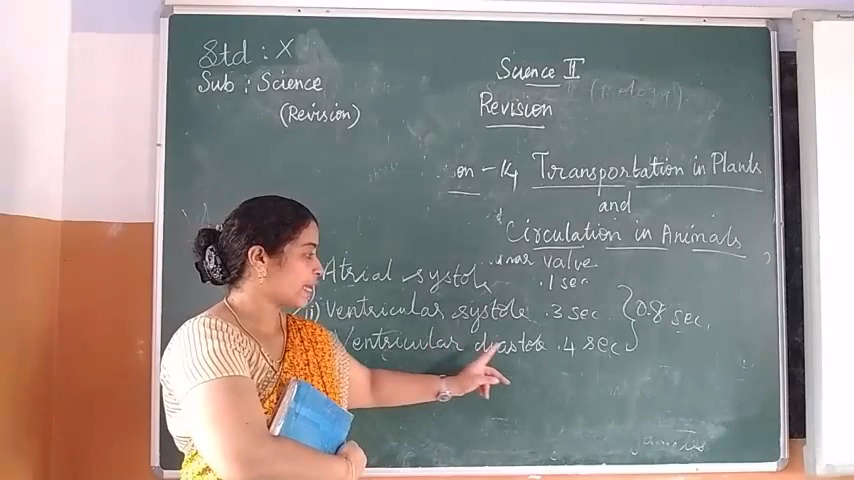 Std : X
Sub : Science
(Revision)
Science II
Revision
on - 4 Transportation in Plants
and
Circulation in Animals
valve
Atrial systole .1 sec
ii) Ventricular systole .3 sec
Ventricular diastole .4 sec
0.8 sec.